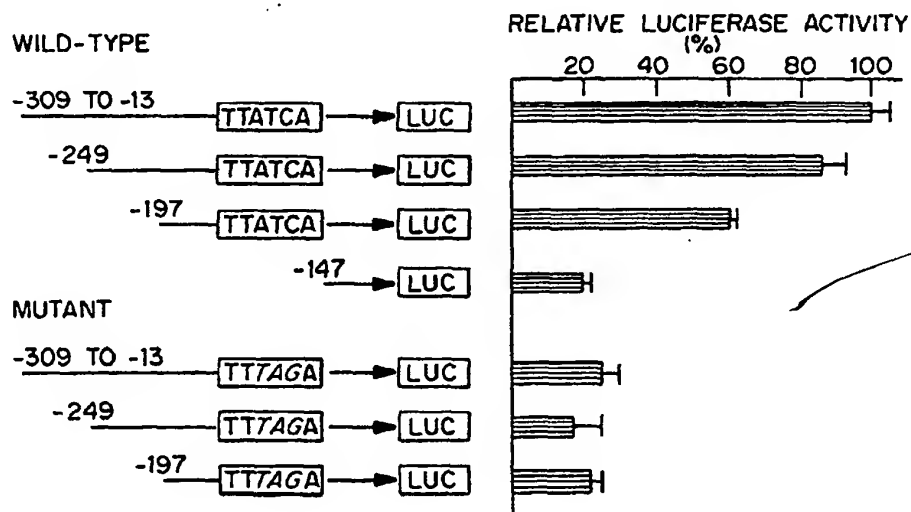 RELATIVE LUCIFERASE ACTIVITY
(%)
WILD-TYPE
20 40 60 80 100
-309 TO -13
TTATCA LUC
-249
TTATCA LUC
-197
TTATCA LUC
-147
LUC
MUTANT
-309 TO -13
TTTAGA LUC
-249
TTTAGA LUC
-197
TTTAGA LUC